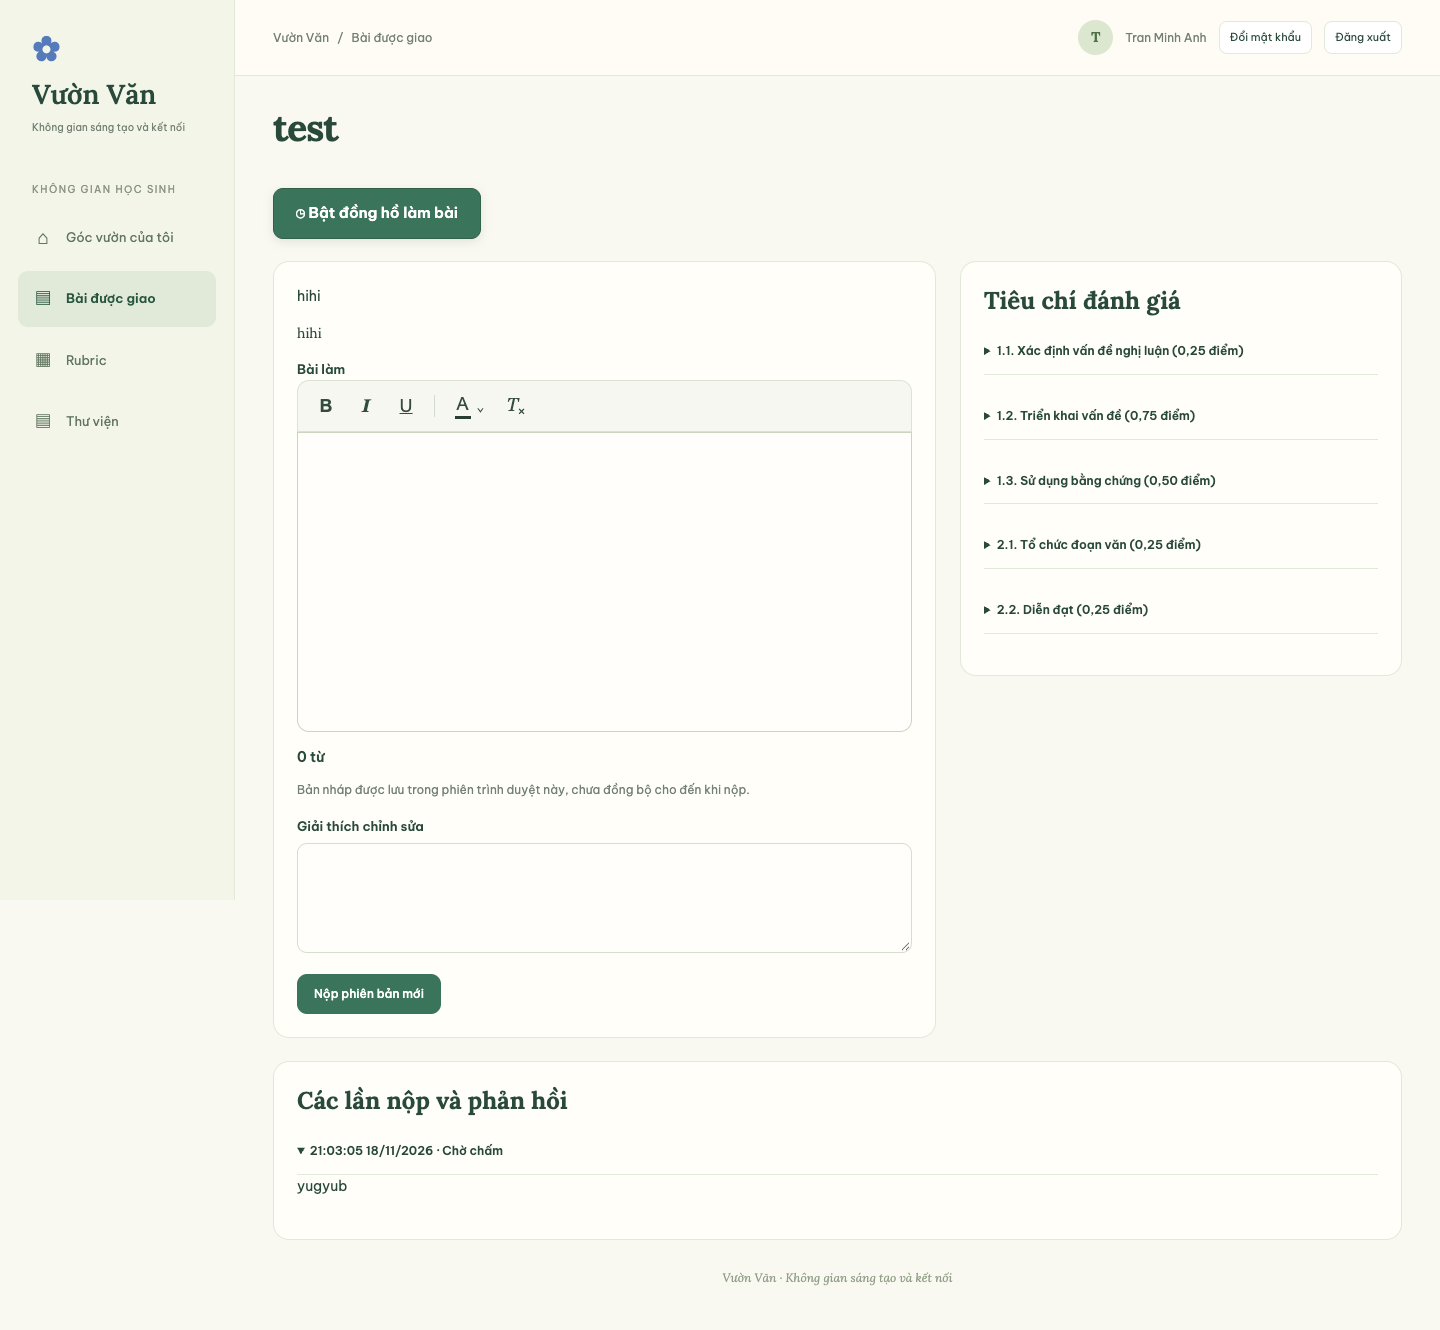 Vườn Văn
Không gian sáng tạo và kết nối
KHÔNG GIAN HỌC SINH
Góc vườn của tôi
Bài được giao
Rubric
Thư viện
Vườn Văn / Bài được giao
T
Tran Minh Anh
Đổi mật khẩu
Đăng xuất
test
Bật đồng hồ làm bài
hihi
hihi
Bài làm
B I U A Tx
0 từ
Bản nháp được lưu trong phiên trình duyệt này, chưa đồng bộ cho đến khi nộp.
Giải thích chỉnh sửa
Nộp phiên bản mới
Tiêu chí đánh giá
1.1. Xác định vấn đề nghị luận (0,25 điểm)
1.2. Triển khai vấn đề (0,75 điểm)
1.3. Sử dụng bằng chứng (0,50 điểm)
2.1. Tổ chức đoạn văn (0,25 điểm)
2.2. Diễn đạt (0,25 điểm)
Các lần nộp và phản hồi
21:03:05 18/11/2026 · Chờ chấm
yugyub
Vườn Văn · Không gian sáng tạo và kết nối